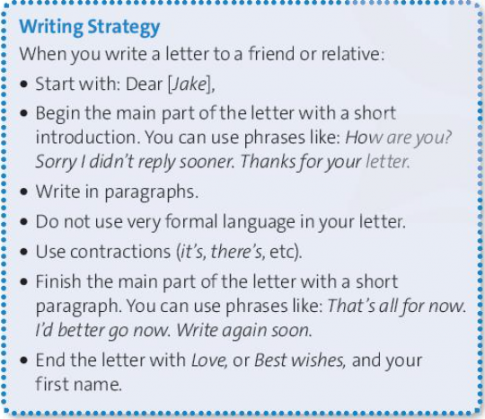 Writing Strategy
When you write a letter to a friend or relative:
• Start with: Dear [Jake],
• Begin the main part of the letter with a short
introduction. You can use phrases like: How are you?
Sorry I didn't reply sooner. Thanks for your letter.
• Write in paragraphs.
• Do not use very formal language in your letter.
• Use contractions (it's, there's, etc).
• Finish the main part of the letter with a short
paragraph. You can use phrases like: That's all for now.
I'd better go now. Write again soon.
• End the letter with Love, or Best wishes, and your
first name.